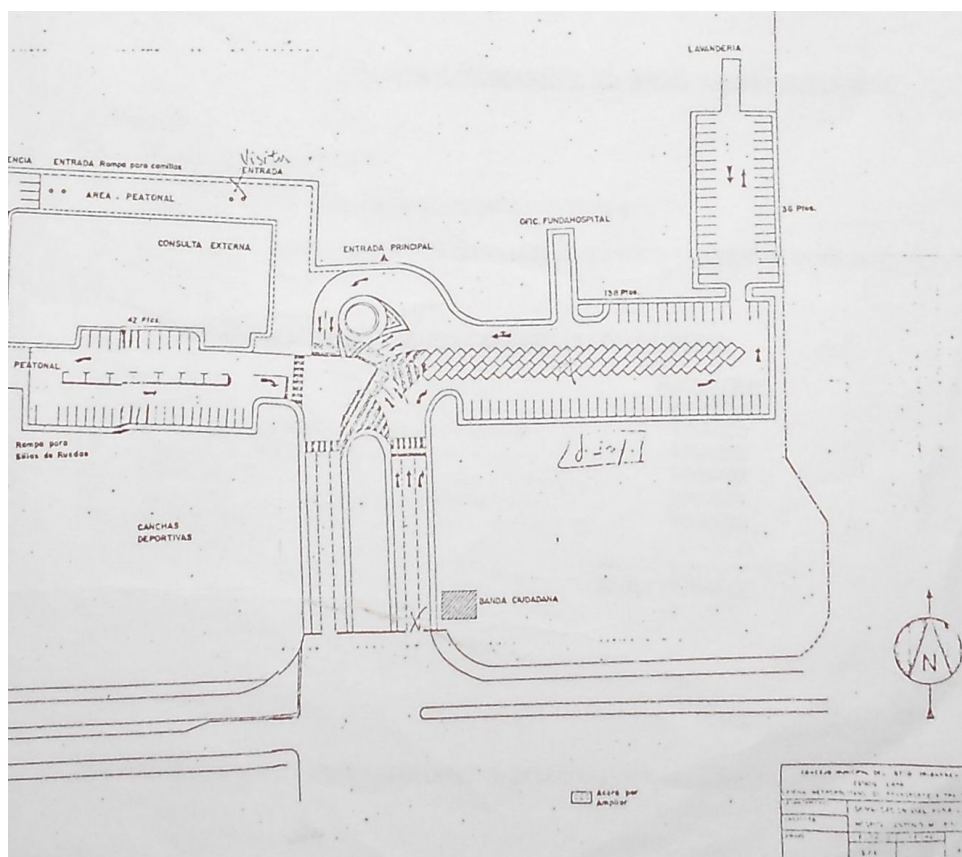 LAVANDERIA
ENCIA ENTRADA Rampa para camillas
Visita
ENTRADA
AREA . PEATONAL
36 Ptos.
OFIC. FUNDAHOSPITAL
CONSULTA EXTERNA
ENTRADA PRINCIPAL
138 Ptos.
42 Ptos.
PEATONAL
Rampa para
Sillas de Ruedas
CANCHAS
DEPORTIVAS
BANDA CIUDADANA
N
Acera por
Ampliar